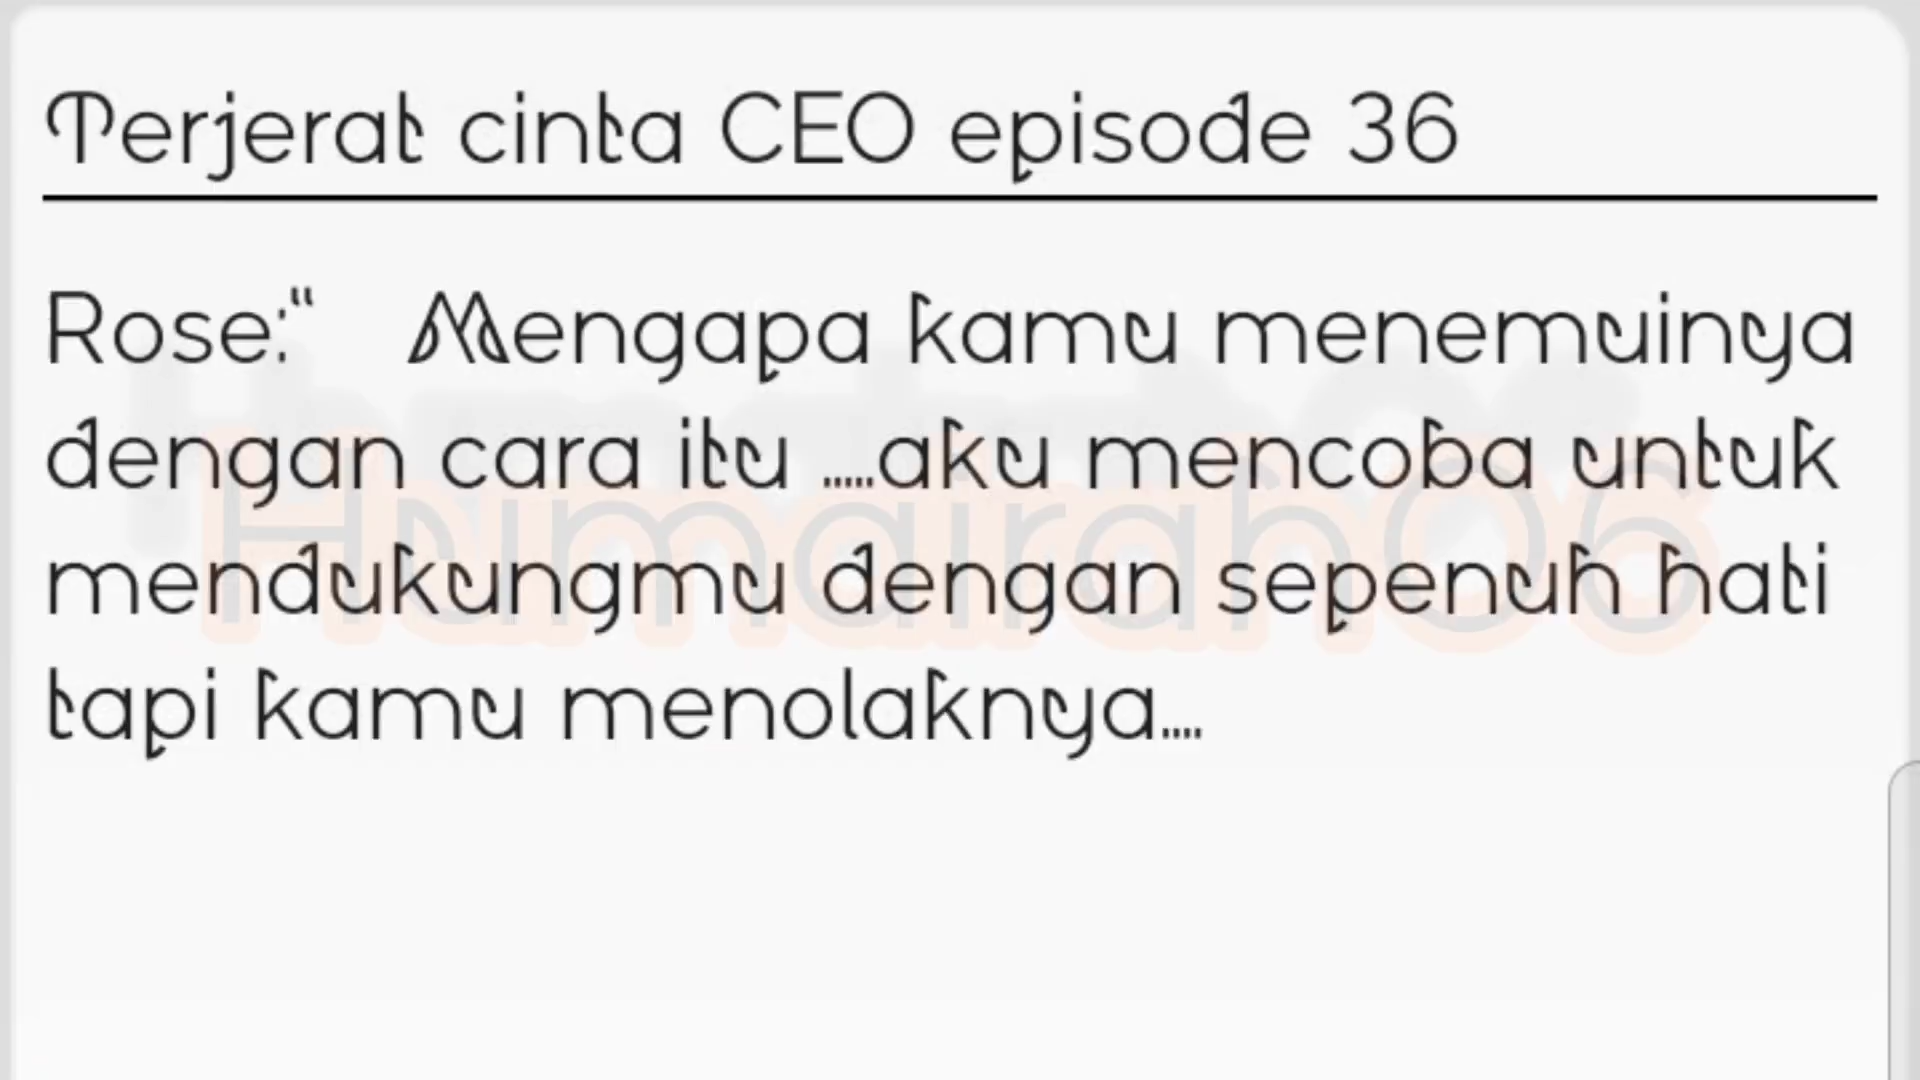 Terjerat cinta CEO episode 36
Rose:“ Mengapa kamu menemuinya
dengan cara itu .....aku mencoba untuk
mendukungmu dengan sepenuh hati
tapi kamu menolaknya....
Humairah06